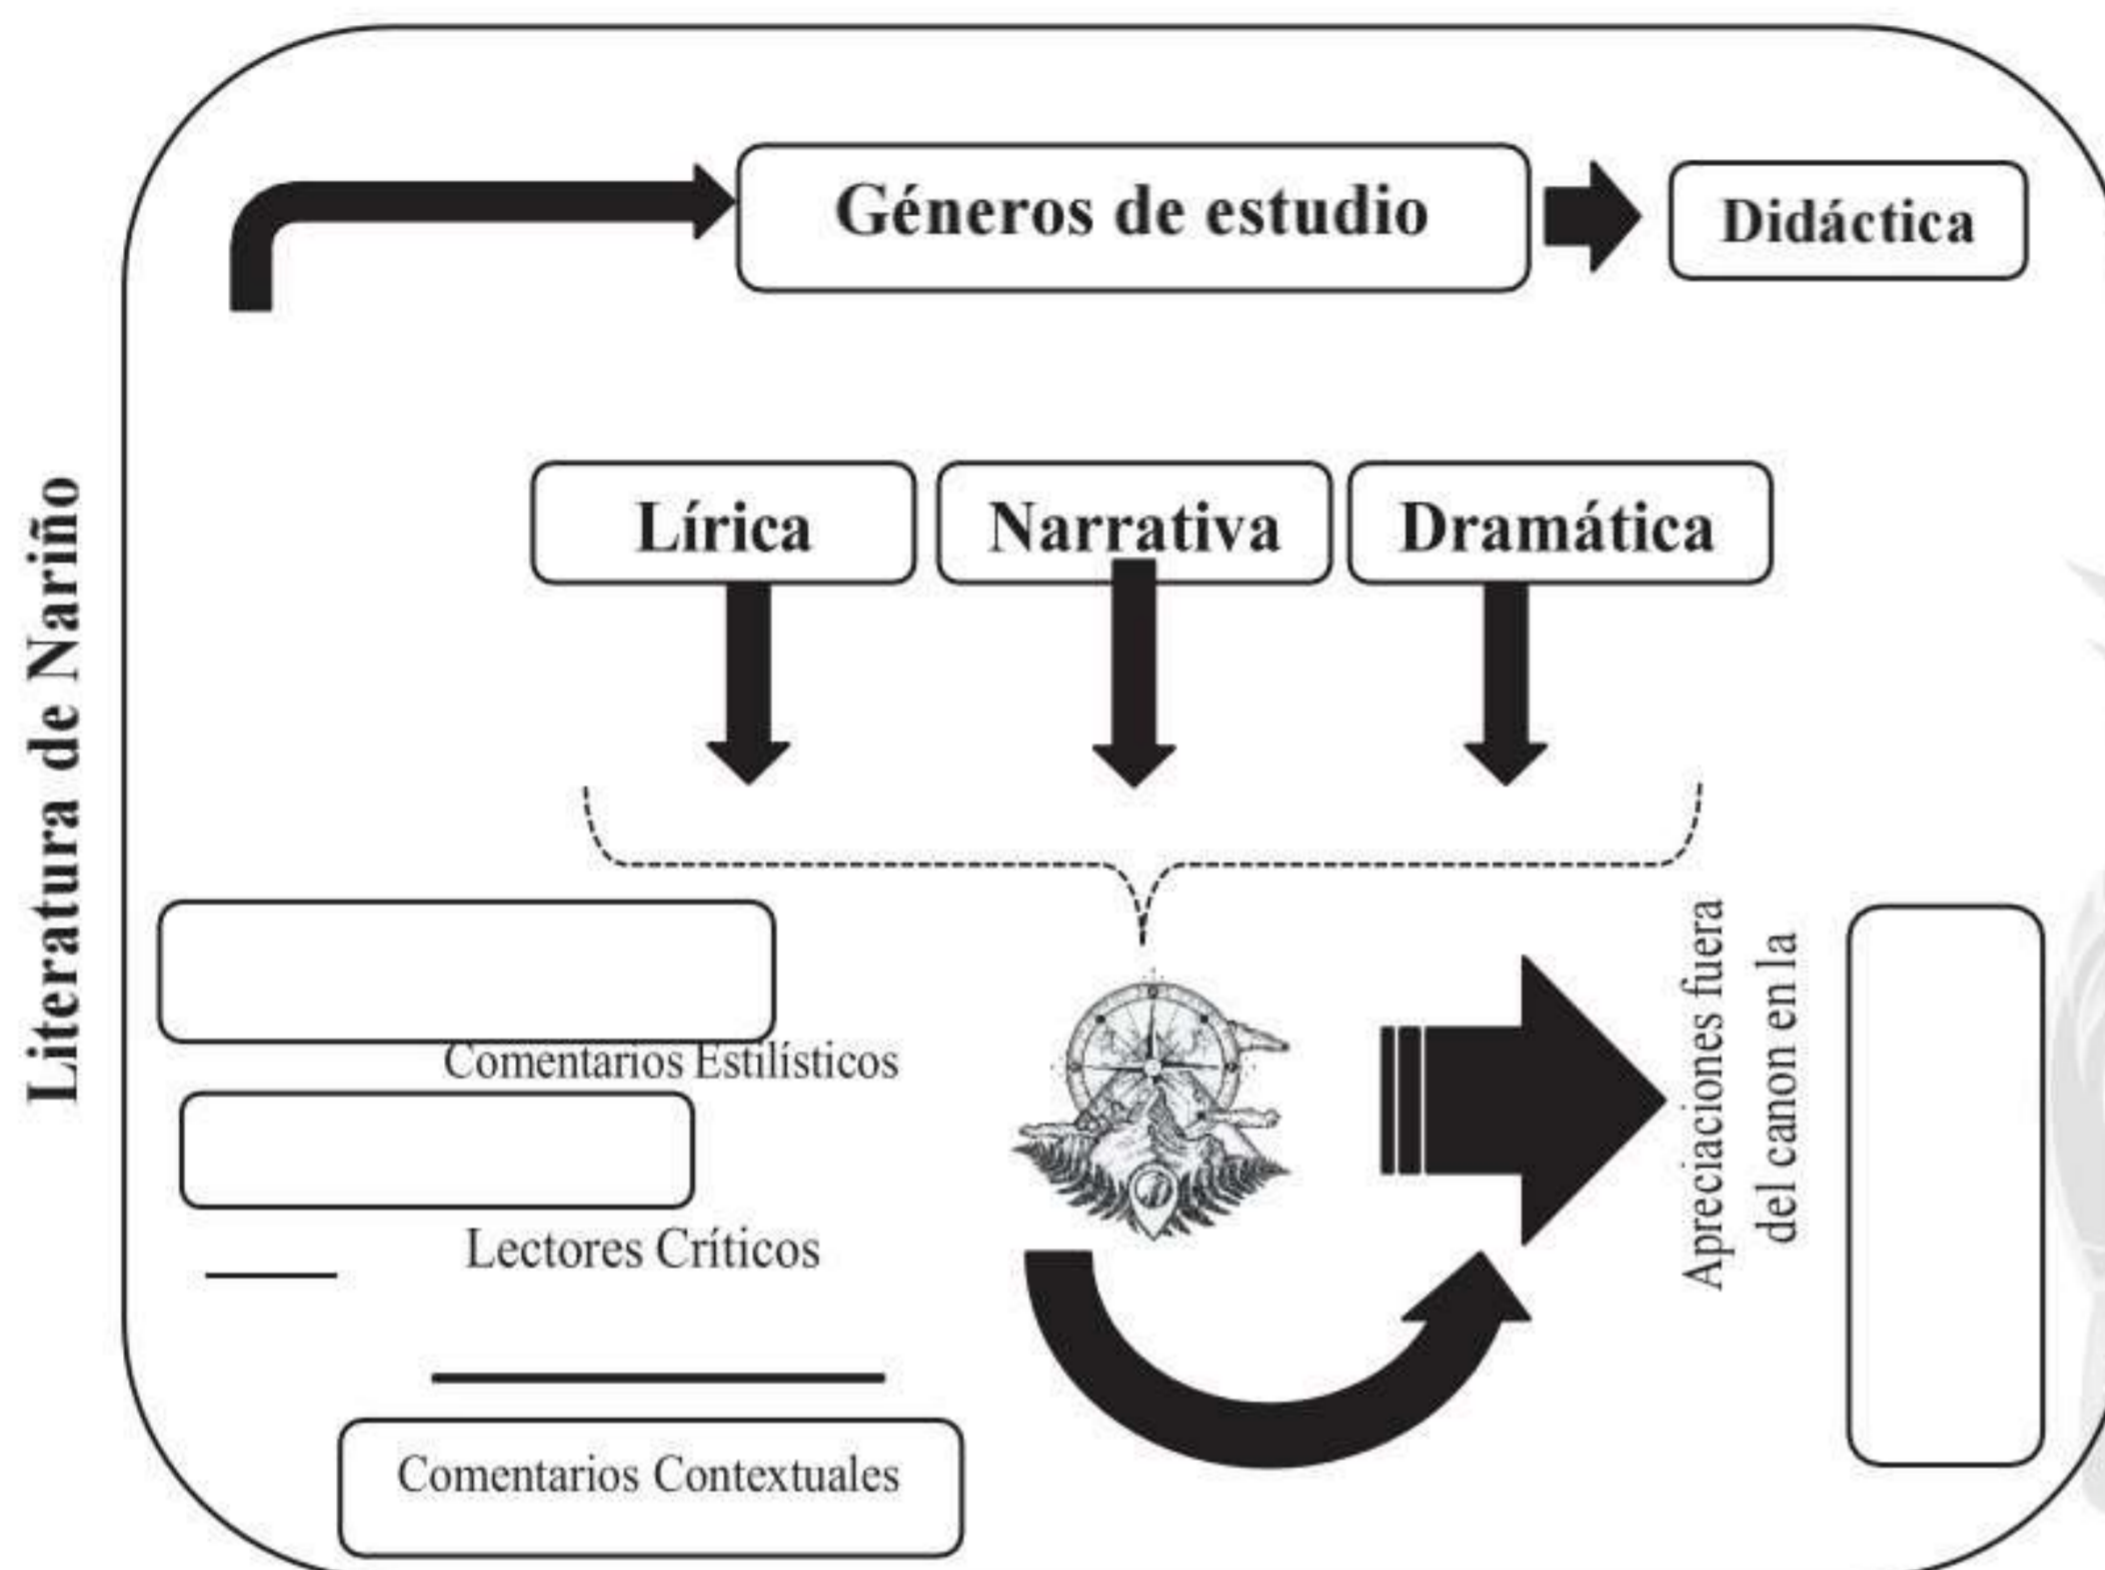 Literatura de Nariño
Géneros de estudio
Didáctica
Lírica
Narrativa
Dramática
Comentarios Estilísticos
Lectores Críticos
Comentarios Contextuales
Apreciaciones fuera
del canon en la